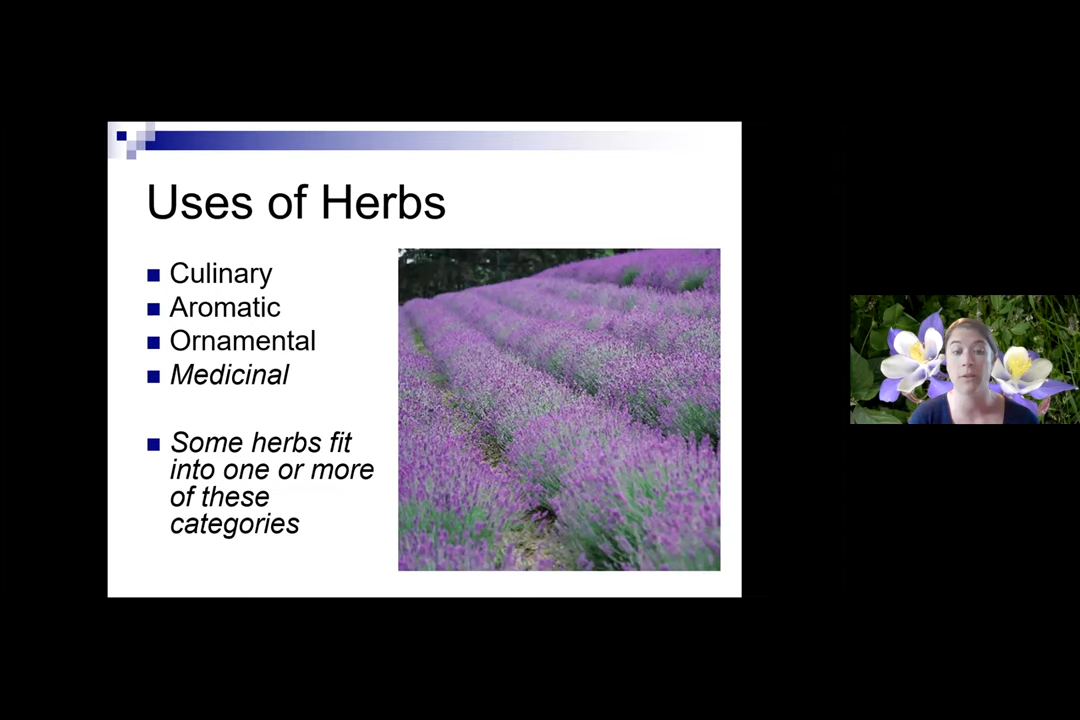 Uses of Herbs
Culinary
Aromatic
Ornamental
Medicinal
Some herbs fit
into one or more
of these
categories